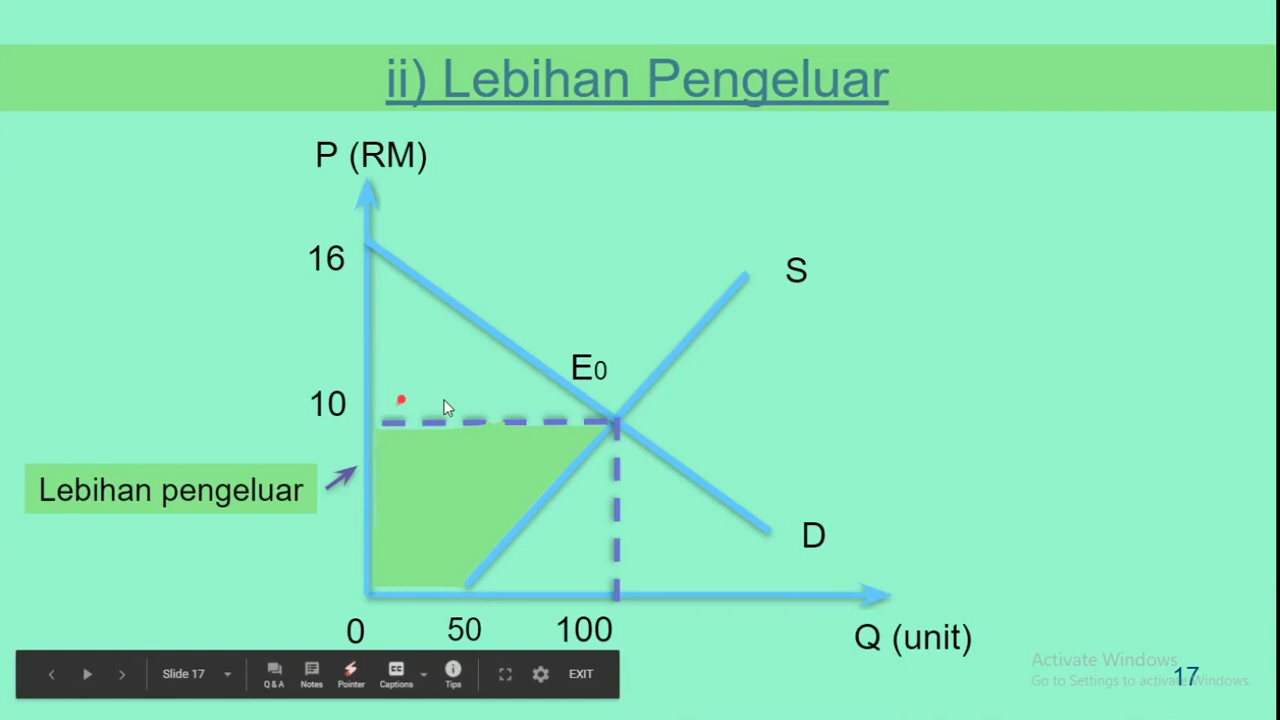 ii) Lebihan Pengeluar
P (RM)
16
S
E0
10
Lebihan pengeluar
D
0
50
100
Q (unit)
Slide 17
Q & A
Notes
Pointer
CC
Captions
Tips
EXIT
Activate Windows
Go to Settings to activate Windows.
17